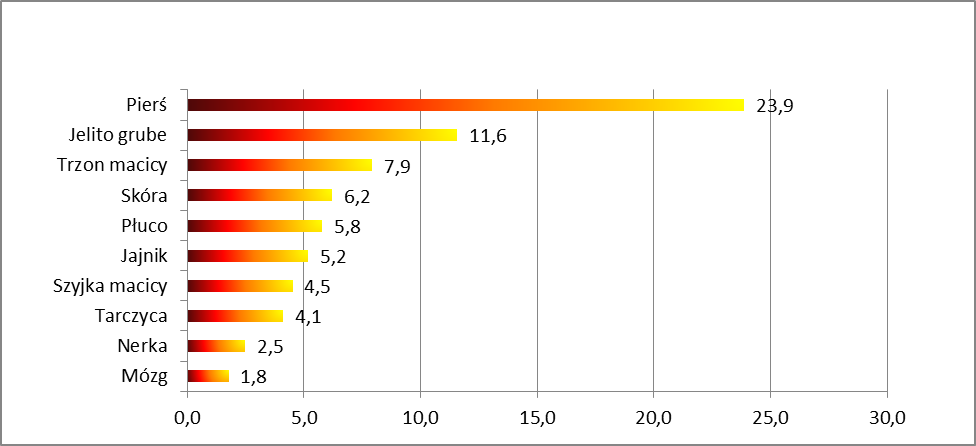 Pierś 23,9
Jelito grube 11,6
Trzon macicy 7,9
Skóra 6,2
Płuco 5,8
Jajnik 5,2
Szyjka macicy 4,5
Tarczyca 4,1
Nerka 2,5
Mózg 1,8
0,0 5,0 10,0 15,0 20,0 25,0 30,0